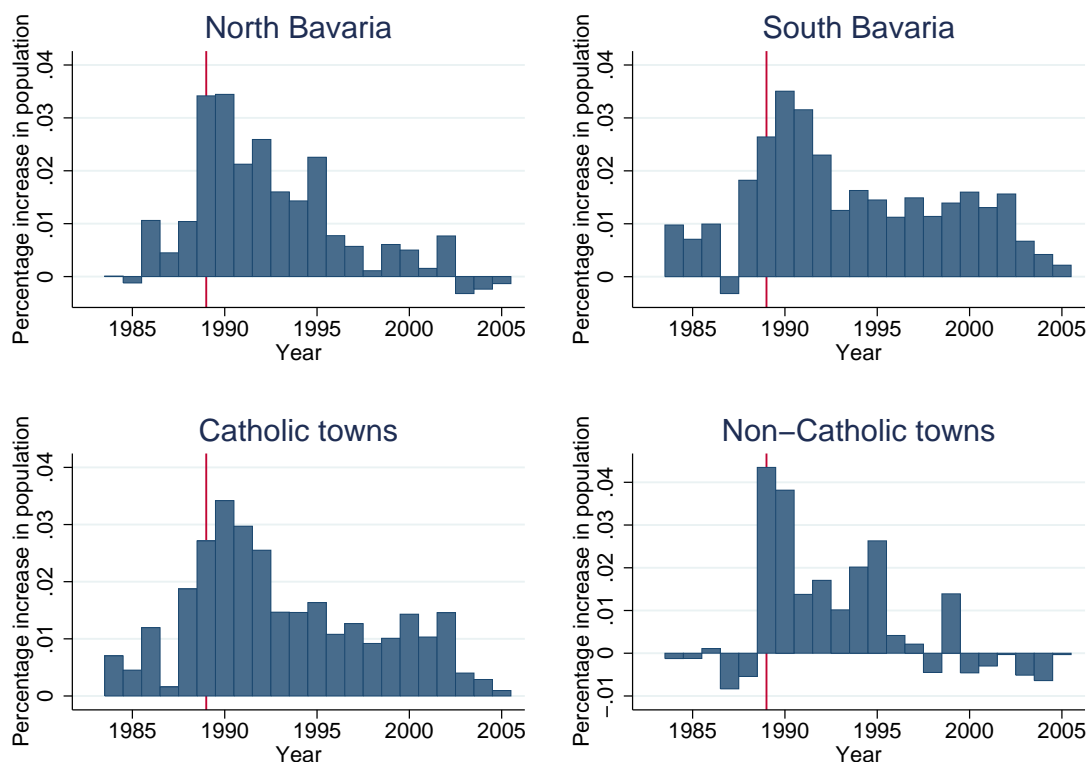 North Bavaria
Percentage increase in population
.04
.03
.02
.01
0
1985 1990 1995 2000 2005
Year
South Bavaria
Percentage increase in population
.04
.03
.02
.01
0
1985 1990 1995 2000 2005
Year
Catholic towns
Percentage increase in population
.04
.03
.02
.01
0
1985 1990 1995 2000 2005
Year
Non−Catholic towns
Percentage increase in population
.04
.03
.02
.01
0
−.01
1985 1990 1995 2000 2005
Year